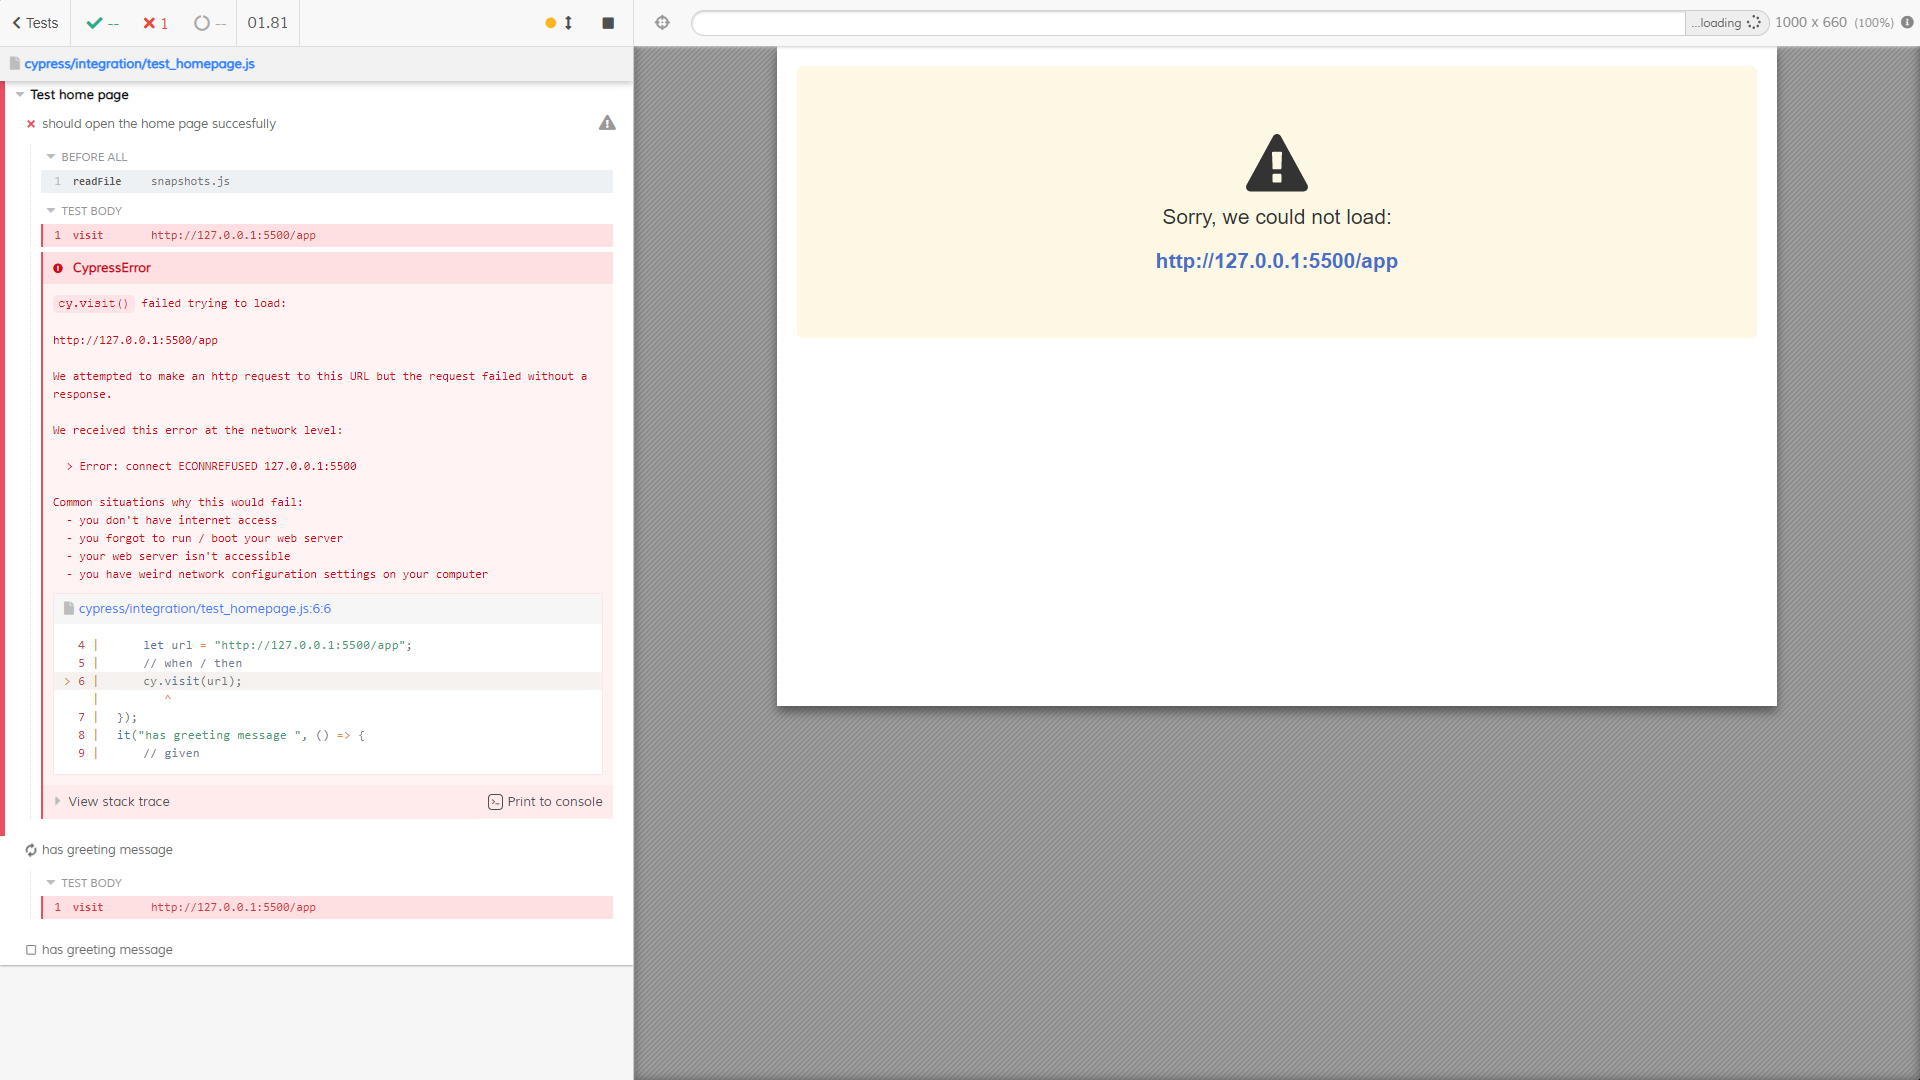 Tests -- 1 -- 01.81
...loading 1000 x 660 (100%)
cypress/integration/test_homepage.js
Test home page
should open the home page succesfully
BEFORE ALL
1 readFile snapshots.js
TEST BODY
1 visit http://127.0.0.1:5500/app
CypressError
cy.visit() failed trying to load:
http://127.0.0.1:5500/app
We attempted to make an http request to this URL but the request failed without a
response.
We received this error at the network level:
> Error: connect ECONNREFUSED 127.0.0.1:5500
Common situations why this would fail:
- you don't have internet access
- you forgot to run / boot your web server
- your web server isn't accessible
- you have weird network configuration settings on your computer
cypress/integration/test_homepage.js:6:6
4 | let url = "http://127.0.0.1:5500/app";
5 | // when / then
> 6 | cy.visit(url);
| ^
7 | });
8 | it("has greeting message ", () => {
9 | // given
View stack trace Print to console
has greeting message
TEST BODY
1 visit http://127.0.0.1:5500/app
has greeting message
Sorry, we could not load:
http://127.0.0.1:5500/app